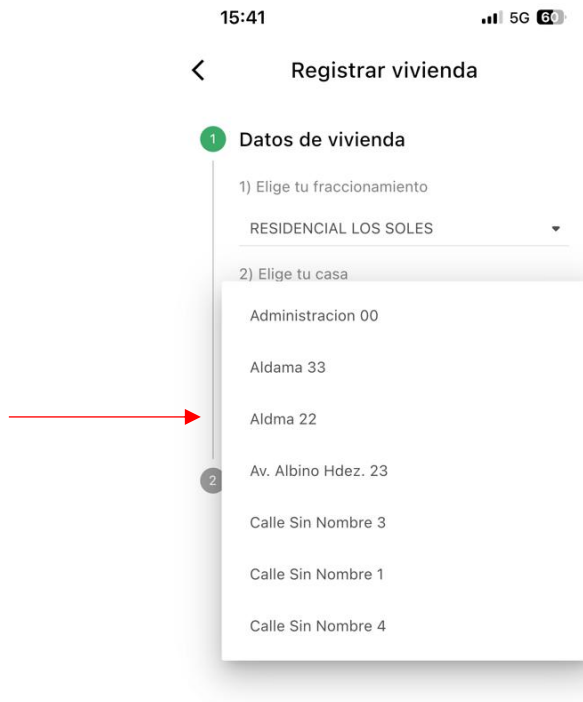 15:41 5G 60
Registrar vivienda
1 Datos de vivienda
1) Elige tu fraccionamiento
RESIDENCIAL LOS SOLES
2) Elige tu casa
Administracion 00
Aldama 33
Aldma 22
2 Av. Albino Hdez. 23
Calle Sin Nombre 3
Calle Sin Nombre 1
Calle Sin Nombre 4